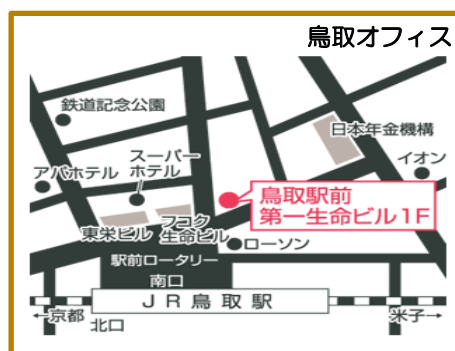 鳥取オフィス
鉄道記念公園
日本年金機構
スーパー
ホテル
アパホテル
イオン
鳥取駅前
第一生命ビル1F
東栄ビル
フコク
生命ビル
ローソン
駅前ロータリー
南口
JR鳥取駅
←京都
北口
米子→